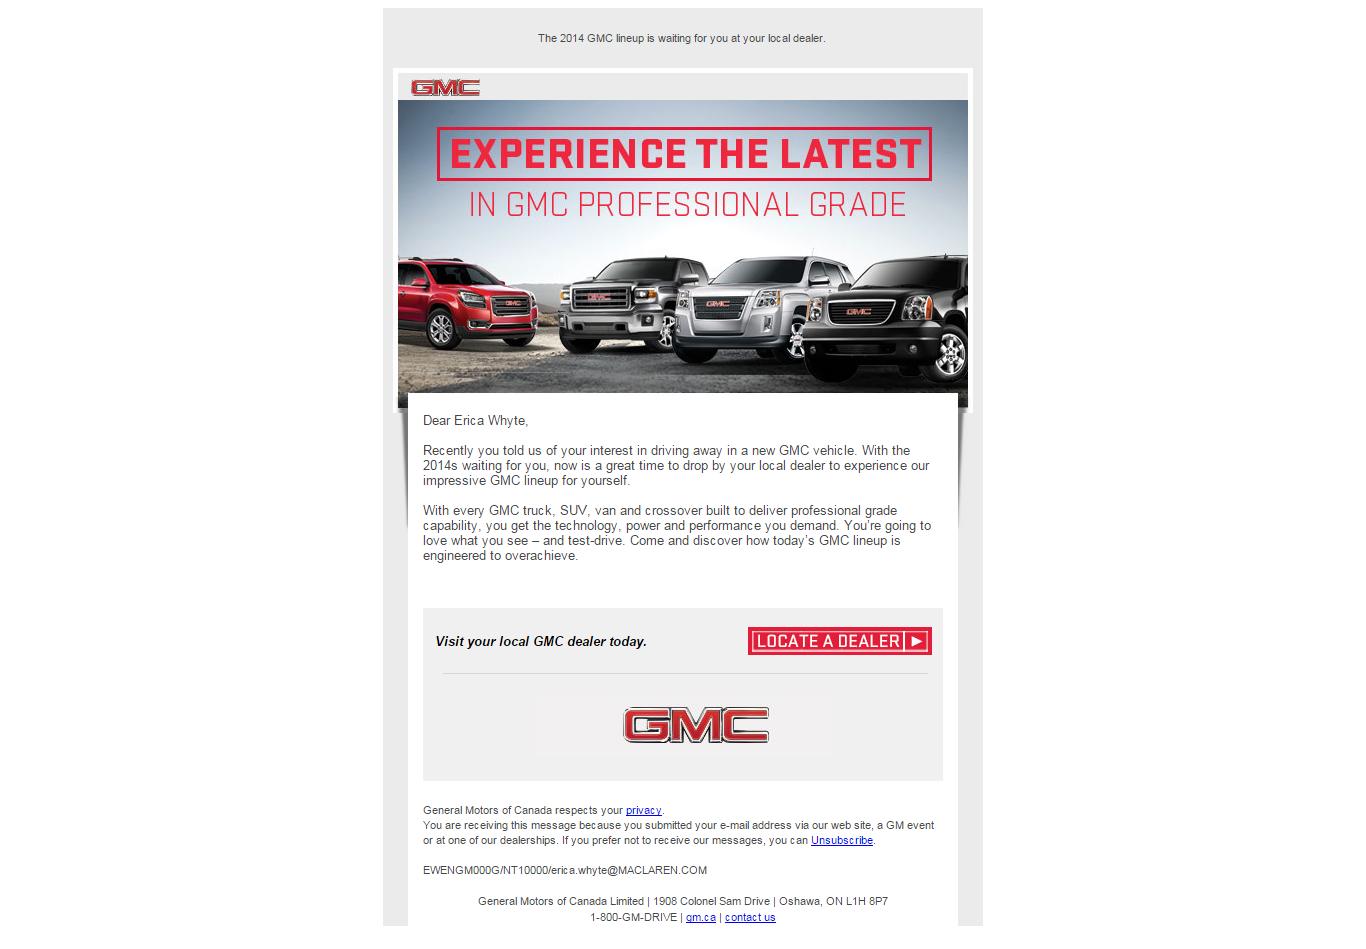 The 2014 GMC lineup is waiting for you at your local dealer.
GMC
EXPERIENCE THE LATEST
IN GMC PROFESSIONAL GRADE
GMC
GMC
GMC
GMC
Dear Erica Whyte,
Recently you told us of your interest in driving away in a new GMC vehicle. With the
2014s waiting for you, now is a great time to drop by your local dealer to experience our
impressive GMC lineup for yourself.
With every GMC truck, SUV, van and crossover built to deliver professional grade
capability, you get the technology, power and performance you demand. You’re going to
love what you see – and test-drive. Come and discover how today’s GMC lineup is
engineered to overachieve.
Visit your local GMC dealer today.
LOCATE A DEALER
GMC
General Motors of Canada respects your privacy.
You are receiving this message because you submitted your e-mail address via our web site, a GM event
or at one of our dealerships. If you prefer not to receive our messages, you can Unsubscribe.
EWENGM000G/NT10000/erica.whyte@MACLAREN.COM
General Motors of Canada Limited | 1908 Colonel Sam Drive | Oshawa, ON L1H 8P7
1-800-GM-DRIVE | gm.ca | contact us